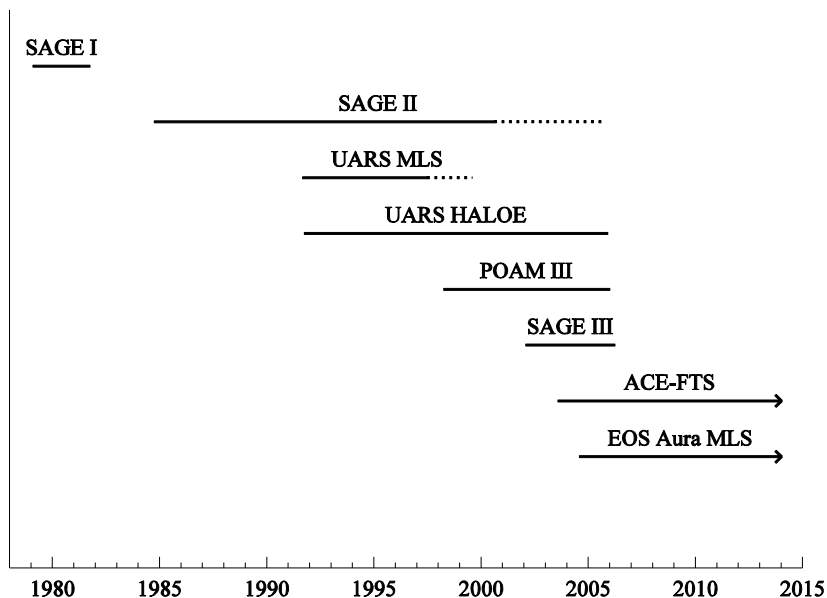 SAGE I
SAGE II
UARS MLS
UARS HALOE
POAM III
SAGE III
ACE-FTS
EOS Aura MLS
1980 1985 1990 1995 2000 2005 2010 2015